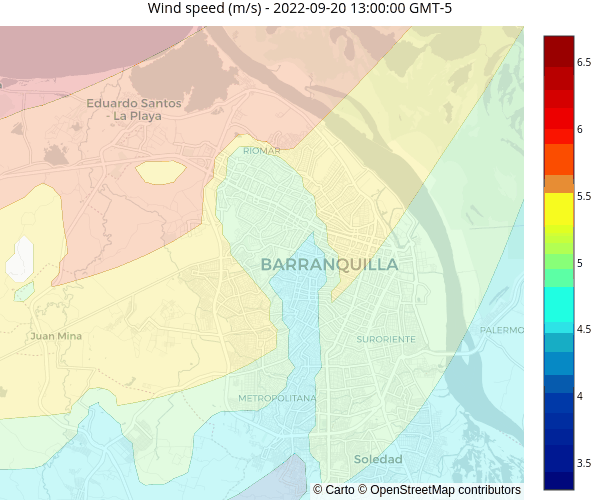 Wind speed (m/s) - 2022-09-20 13:00:00 GMT-5
6.5
6
5.5
5
4.5
4
3.5
Eduardo Santos
- La Playa
RIOMAR
BARRANQUILLA
Juan Mina
SURORIENTE
PALERMO
METROPOLITANA
Soledad
© Carto © OpenStreetMap contributors